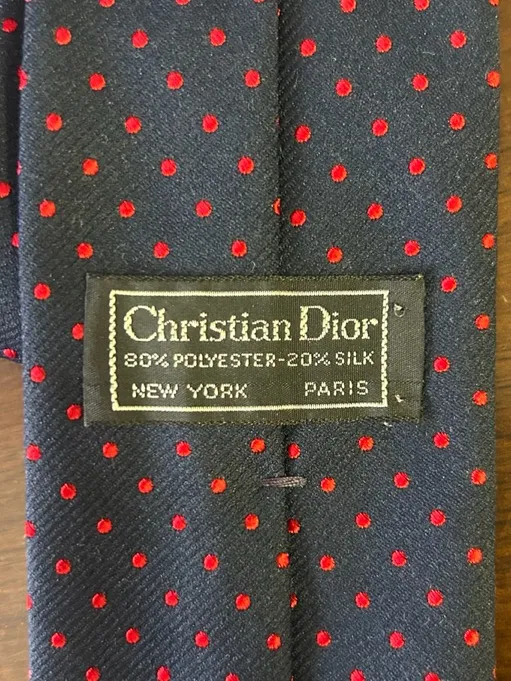 Christian Dior
80% POLYESTER-20% SILK
NEW YORK PARIS